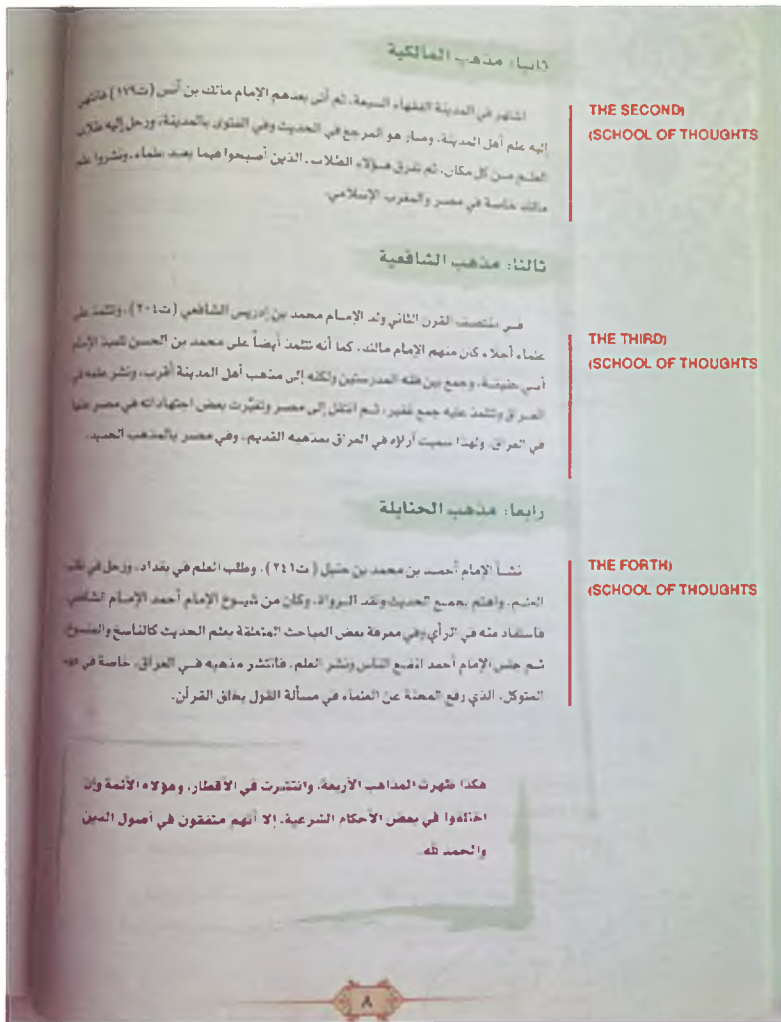 ثانيا: مذهب المالكية
اشتهر في المدينة الفقهاء السبعة، ثم أتى بعدهم الإمام مالك بن أنس (ت١٧٩) فانتهى
إليه علم أهل المدينة، وصار هو المرجع في الحديث وفي الفتوى بالمدينة، ورحل إليه طلاب
العلم من كل مكان، ثم تفرق هؤلاء الطلاب، الذين أصبحوا فيما بعد علماء، ونشروا علم
مالك خاصة في مصر والمغرب الإسلامي.
THE SECOND)
(SCHOOL OF THOUGHTS
ثالثا: مذهب الشافعية
في منتصف القرن الثاني ولد الإمام محمد بن إدريس الشافعي (ت٢٠٤)، وتتلمذ على
علماء أجلاء كان منهم الإمام مالك، كما أنه تتلمذ أيضاً على محمد بن الحسن تلميذ الإمام
أبي حنيفة، وجمع بين فقه المدرستين ولكنه إلى مذهب أهل المدينة أقرب، ونشر علمه في
العراق وتتلمذ عليه جمع غفير، ثم انتقل إلى مصر وتغيّرت بعض اجتهاداته في مصر عنها
في العراق، ولهذا سميت آراؤه في العراق بمذهبه القديم، وفي مصر بالمذهب الجديد.
THE THIRD)
(SCHOOL OF THOUGHTS
رابعا: مذهب الحنابلة
نشأ الإمام أحمد بن محمد بن حنبل (ت٢٤١)، وطلب العلم في بغداد، ورحل في طلب
العلم، واهتم بجمع الحديث ونقد الرواة، وكان من شيوخ الإمام أحمد الإمام الشافعي
فاستفاد منه في الرأي وفي معرفة بعض المباحث المتعلقة بعلم الحديث كالناسخ والمنسوخ
ثم جلس الإمام أحمد لنفع الناس ونشر العلم، فانتشر مذهبه في العراق، خاصة في عهد
المتوكل، الذي رفع المحنة عن العلماء في مسألة القول بخلق القرآن.
THE FORTH)
(SCHOOL OF THOUGHTS
هكذا ظهرت المذاهب الأربعة، وانتشرت في الأقطار، وهؤلاء الأئمة وإن
اختلفوا في بعض الأحكام الشرعية، إلا أنهم متفقون في أصول الدين
والحمد لله
٨